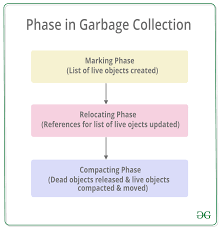 Phase in Garbage Collection
Marking Phase
(List of live objects created)
Relocating Phase
(References for list of live ojects updated)
Compacting Phase
(Dead objects released & live objects
compacted & moved)